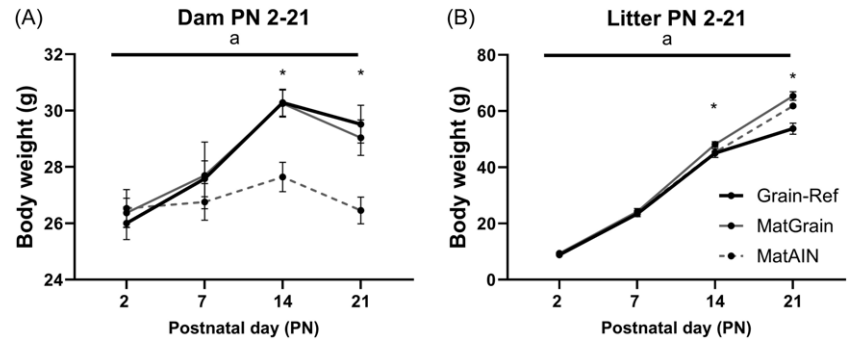 (A)
Dam PN 2-21
a
*
*
32
30
28
26
24
Body weight (g)
2
7
14
21
Postnatal day (PN)
(B)
Litter PN 2-21
a
*
*
80
60
40
20
0
Body weight (g)
Grain-Ref
MatGrain
MatAIN
2
7
14
21
Postnatal day (PN)